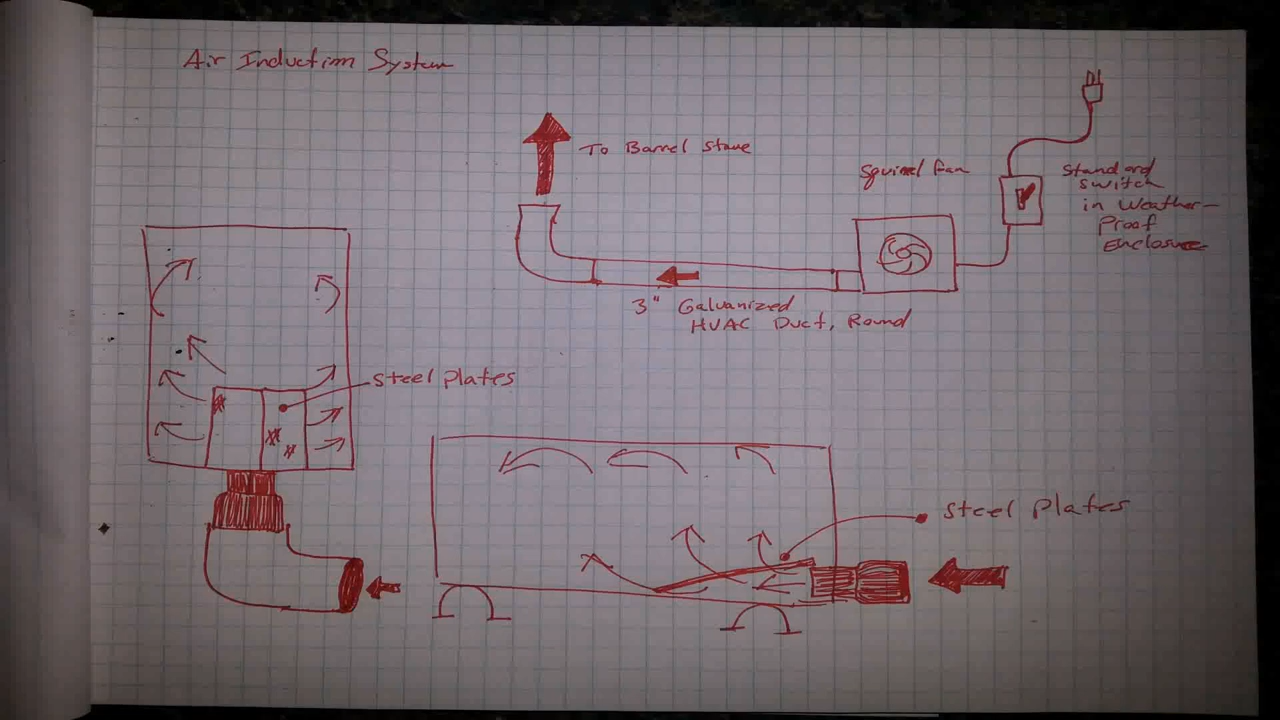 Air Induction System
To Barrel Stove
Squirrel Fan
Standard
Switch
in Weather-
Proof
Enclosure
3" Galvanized
HVAC Duct, Round
Steel Plates
Steel Plates